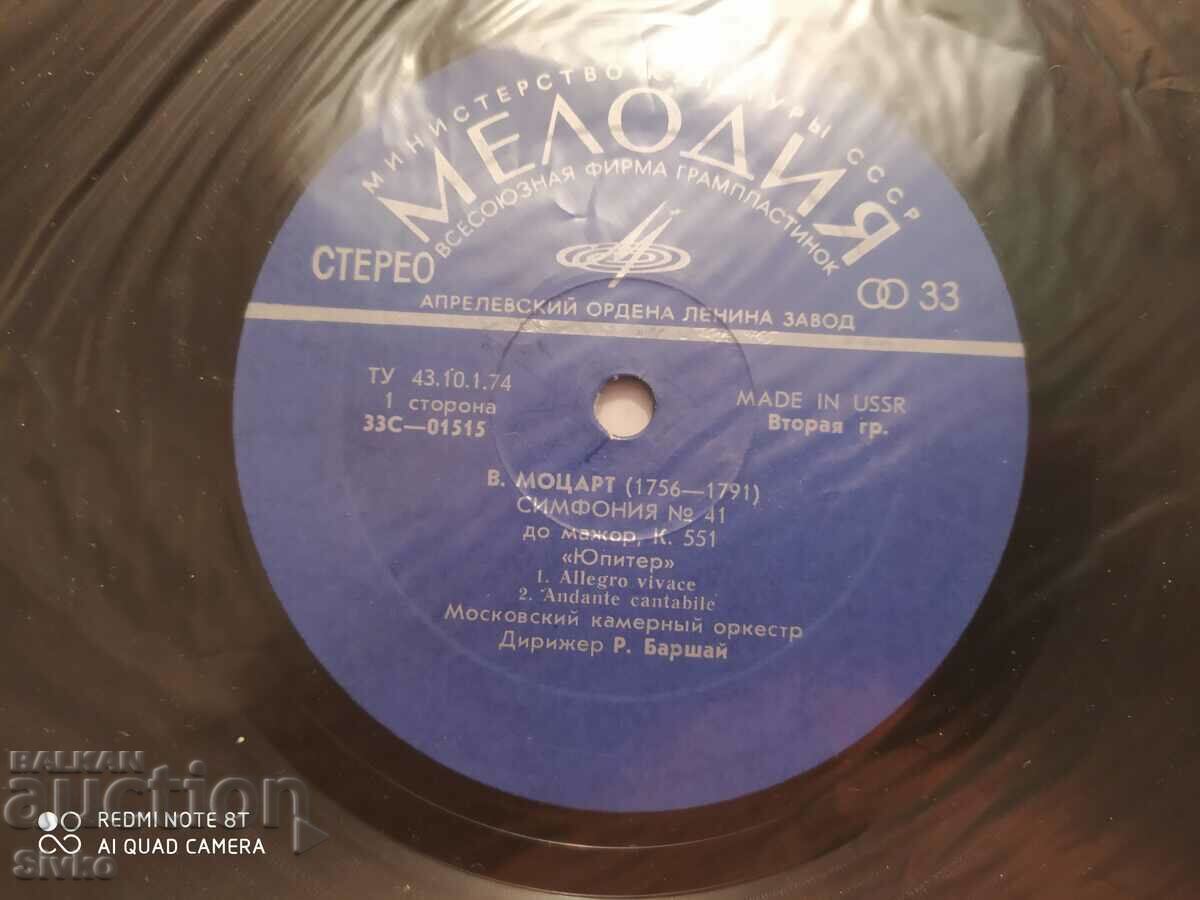 МИНИСТЕРСТВО КУЛЬТУРЫ СССР
МЕЛОДИЯ
ВСЕСОЮЗНАЯ ФИРМА ГРАМПЛАСТИНОК
СТЕРЕО
33
АПРЕЛЕВСКИЙ ОРДЕНА ЛЕНИНА ЗАВОД
ТУ 43.10.1.74
1 сторона
33С—01515
MADE IN USSR
Вторая гр.
В. МОЦАРТ (1756—1791)
СИМФОНИЯ № 41
до мажор, К. 551
«Юпитер»
1. Allegro vivace
2. Andante cantabile
Московский камерный оркестр
Дирижер Р. Баршай
BALKAN
auction
REDMI NOTE 8T
AI QUAD CAMERA
Sivko